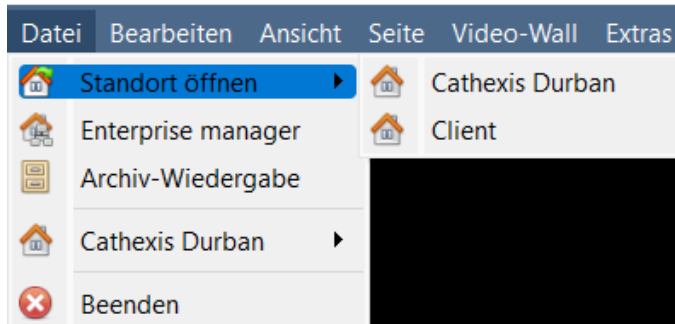 Datei Bearbeiten Ansicht Seite Video-Wall Extras
Standort öffnen
Cathexis Durban
Enterprise manager
Client
Archiv-Wiedergabe
Cathexis Durban
Beenden